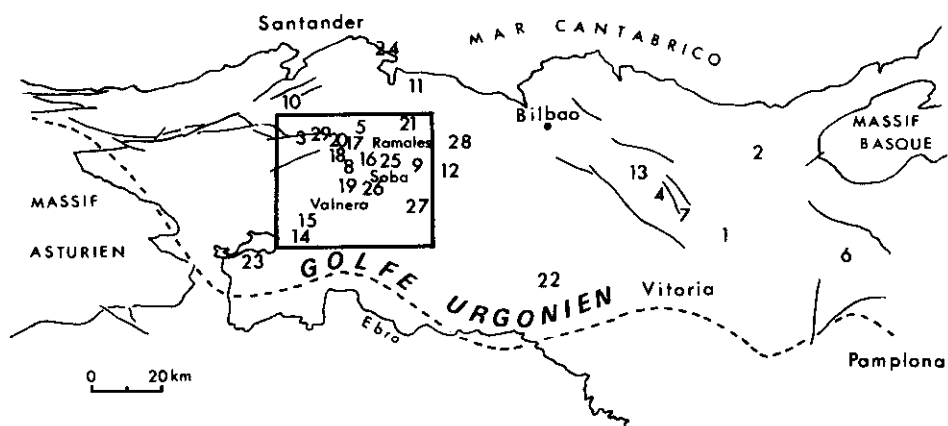 Santander
MAR CANTABRICO
24
11
10
Bilbao
MASSIF
BASQUE
5 21
3 29 20 17 Ramales 28
18 16 25 9 12
8 Soba
19 26
Valnera 27
15
14
2
13
4
7
1
6
MASSIF
ASTURIEN
23
GOLFE URGONIEN
22
Vitoria
Ebro
Pamplona
0 20 km